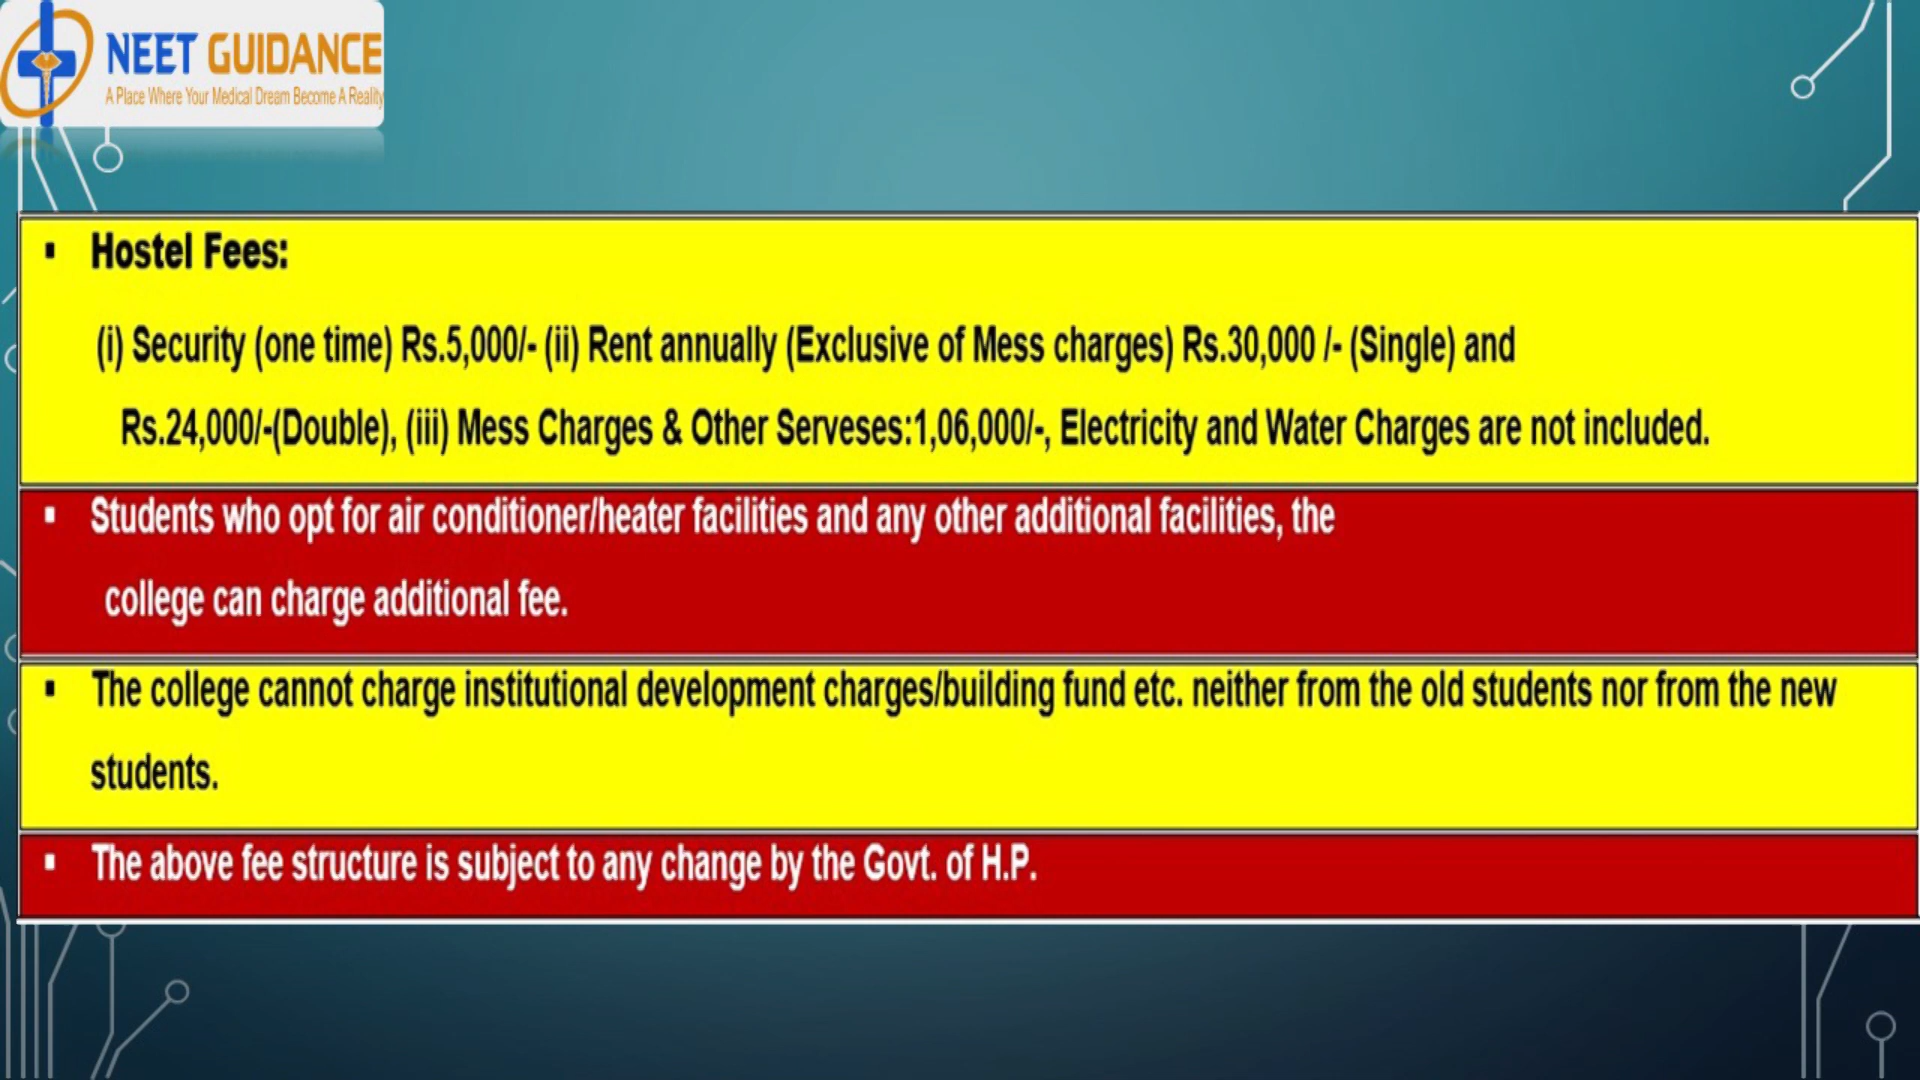 NEET GUIDANCE
A Place Where Your Medical Dream Become A Reality
▪ Hostel Fees:
(i) Security (one time) Rs.5,000/- (ii) Rent annually (Exclusive of Mess charges) Rs.30,000 /- (Single) and
Rs.24,000/-(Double), (iii) Mess Charges & Other Serveses:1,06,000/-, Electricity and Water Charges are not included.
▪ Students who opt for air conditioner/heater facilities and any other additional facilities, the
college can charge additional fee.
▪ The college cannot charge institutional development charges/building fund etc. neither from the old students nor from the new
students.
▪ The above fee structure is subject to any change by the Govt. of H.P.